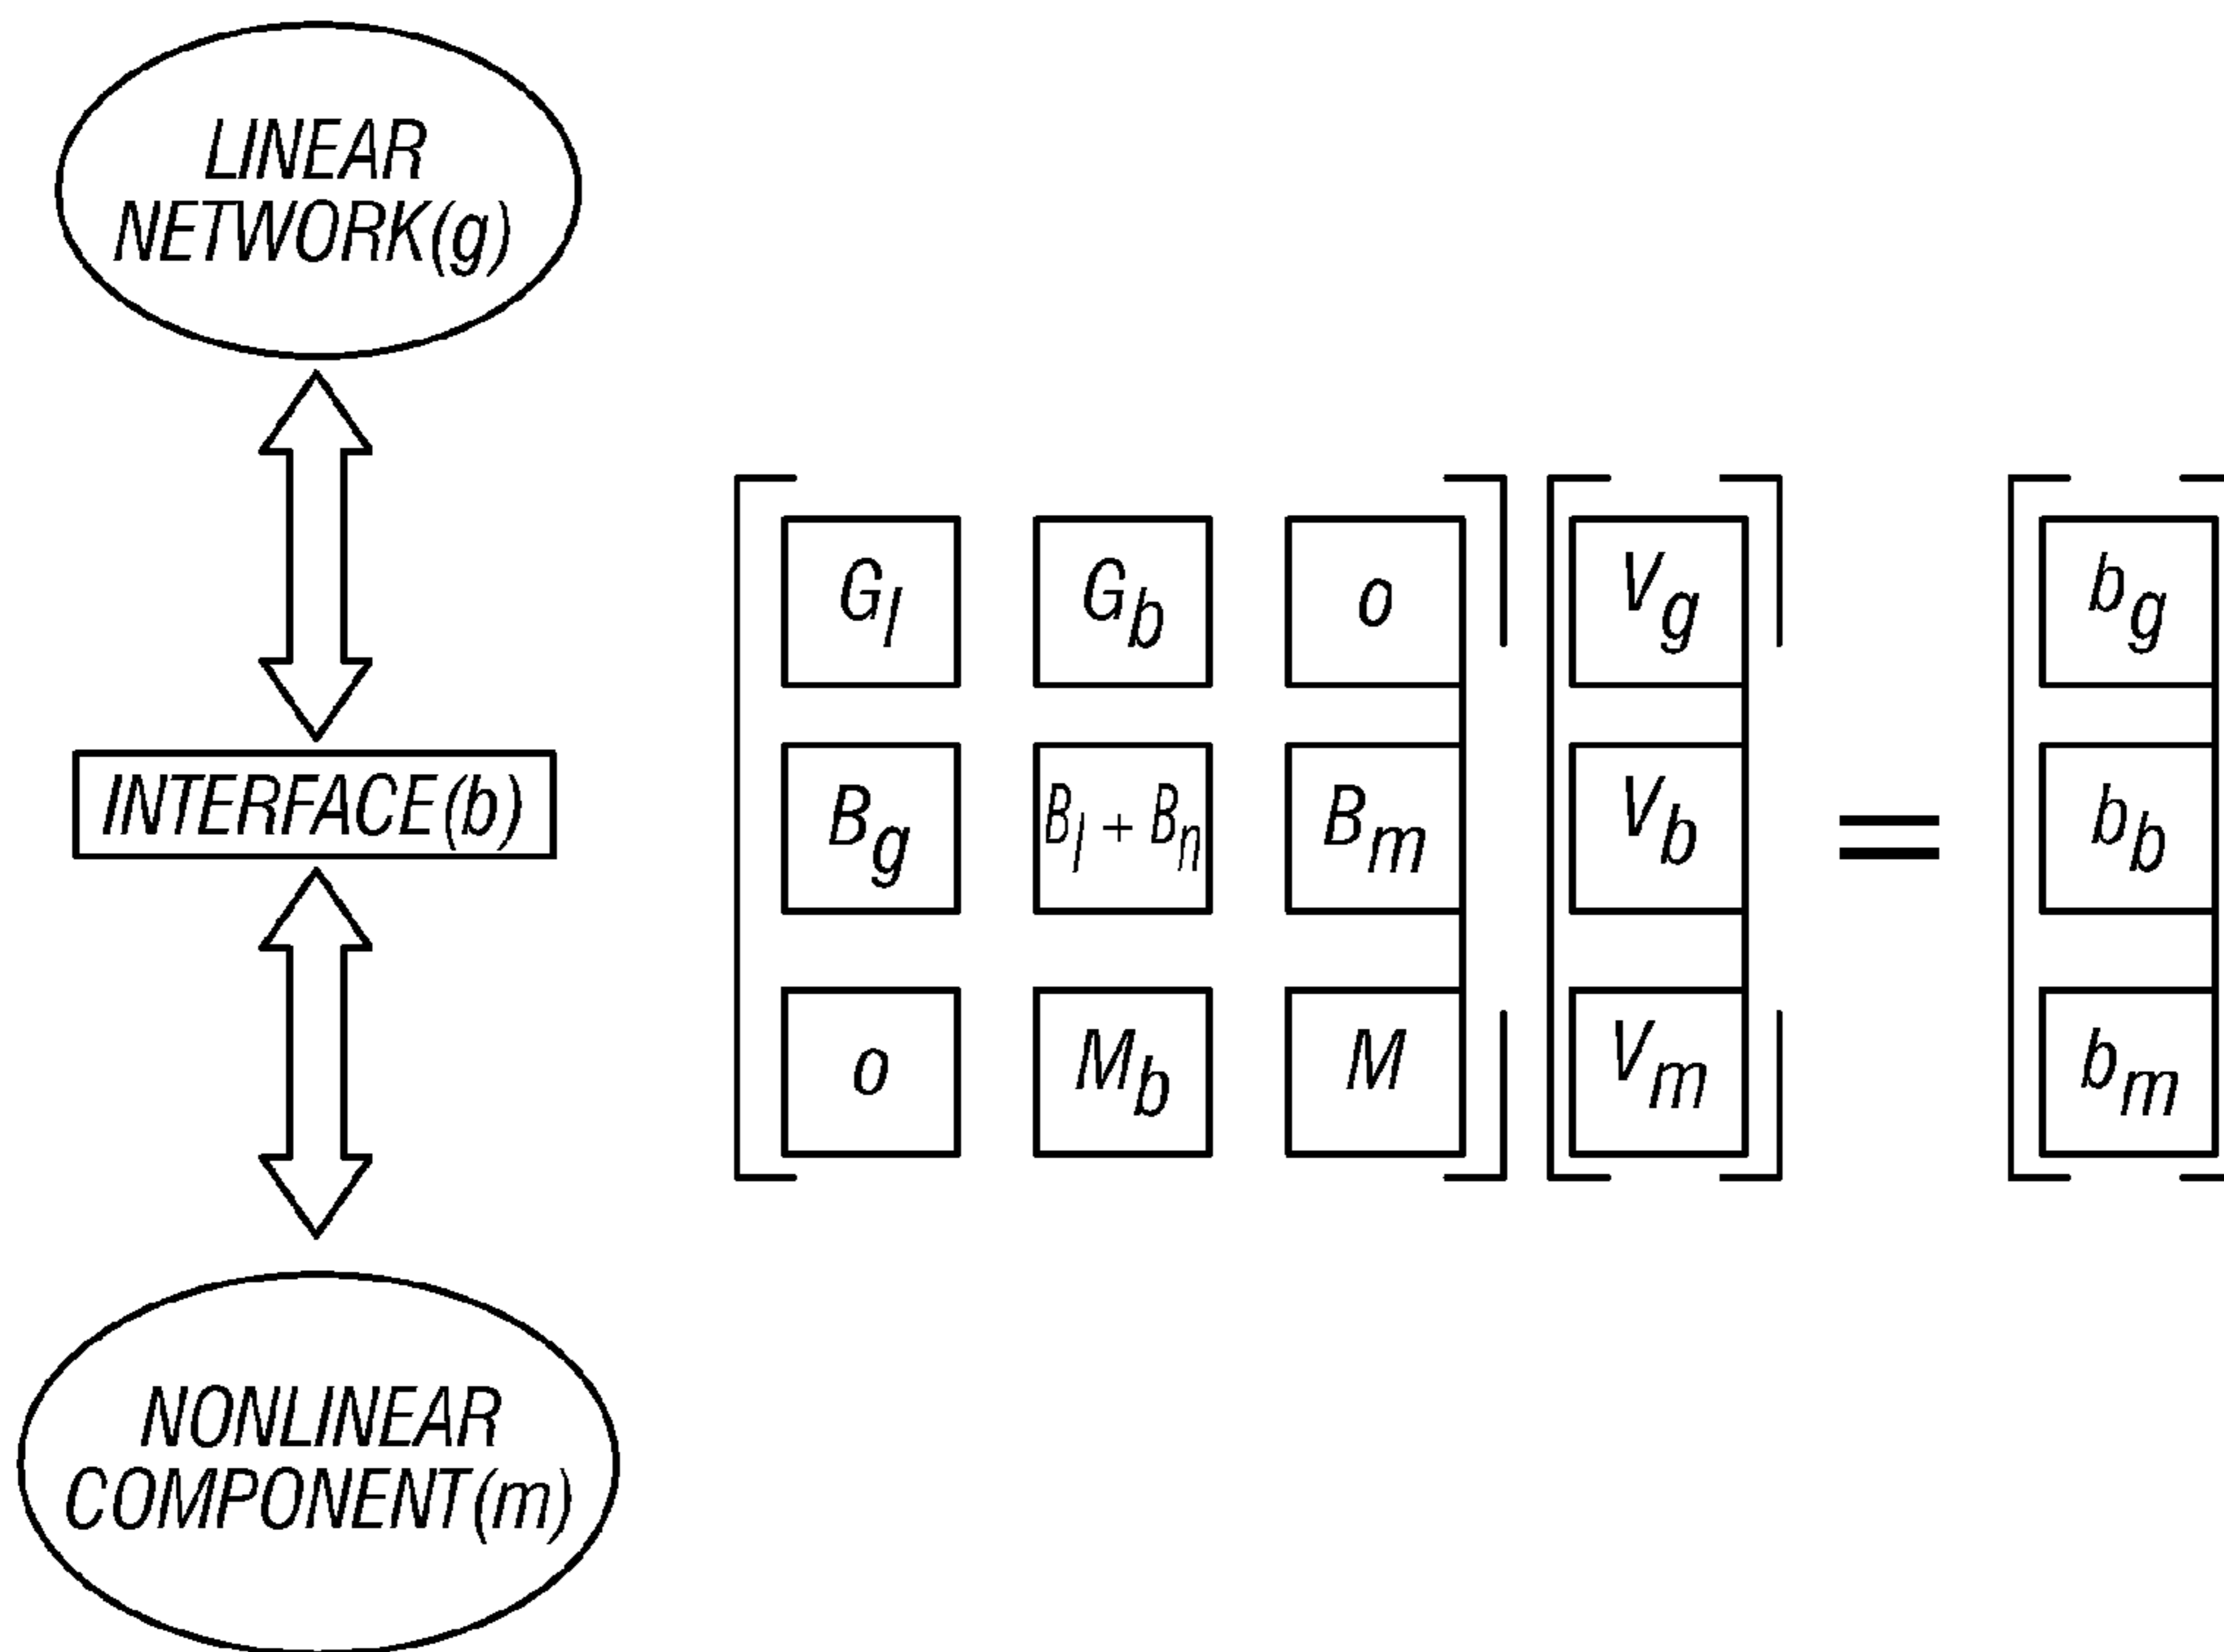 LINEAR
NETWORK(g)
INTERFACE(b)
NONLINEAR
COMPONENT(m)
G_l G_b o V_g b_g
B_g B_l + B_n B_m V_b = b_b
o M_b M V_m b_m